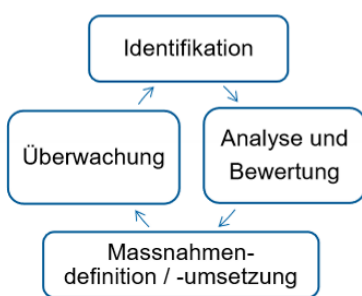 Identifikation
Analyse und
Bewertung
Überwachung
Massnahmen-
definition / -umsetzung